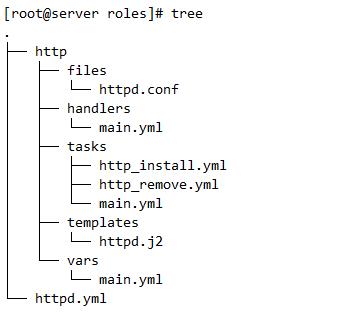 [root@server roles]# tree
.
├── http
│   ├── files
│   │   └── httpd.conf
│   ├── handlers
│   │   └── main.yml
│   ├── tasks
│   │   ├── http_install.yml
│   │   ├── http_remove.yml
│   │   └── main.yml
│   ├── templates
│   │   └── httpd.j2
│   └── vars
│       └── main.yml
└── httpd.yml